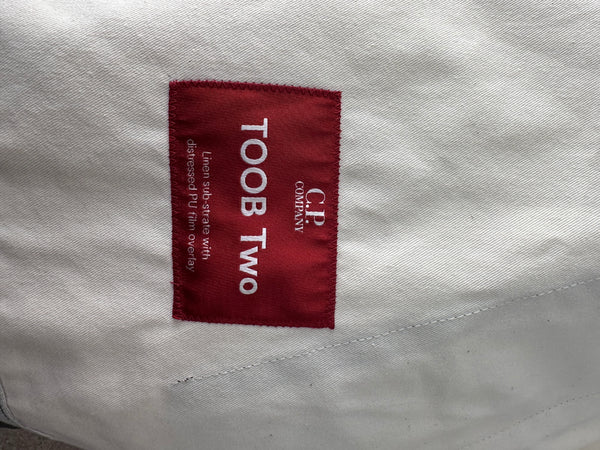 C.P.
COMPANY
TOOB Two
Linen sub-strate with
distressed PU film overlay